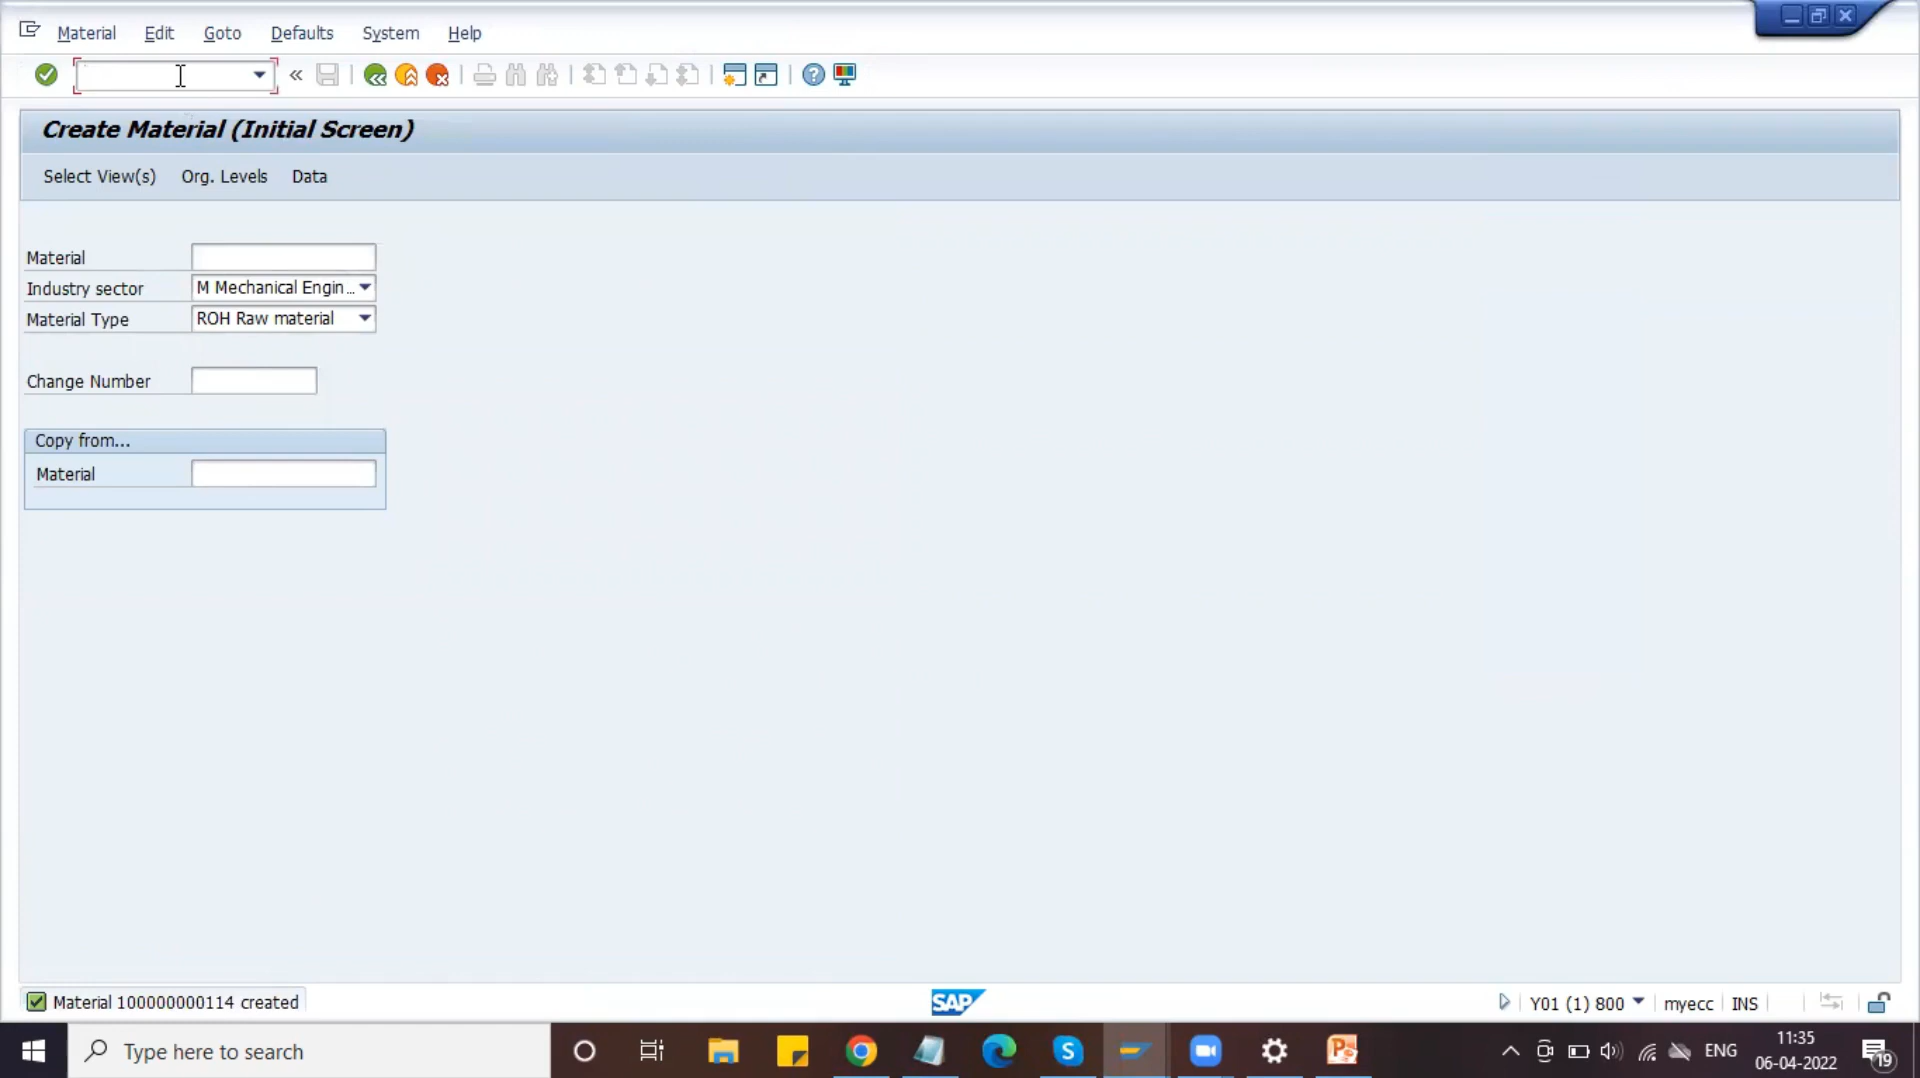 Material Edit Goto Defaults System Help
Create Material (Initial Screen)
Select View(s) Org. Levels Data
Material
Industry sector M Mechanical Engin...
Material Type ROH Raw material
Change Number
Copy from...
Material
Material 100000000114 created
SAP
Y01 (1) 800 myecc INS
Type here to search
S
P
ENG
11:35
06-04-2022
19